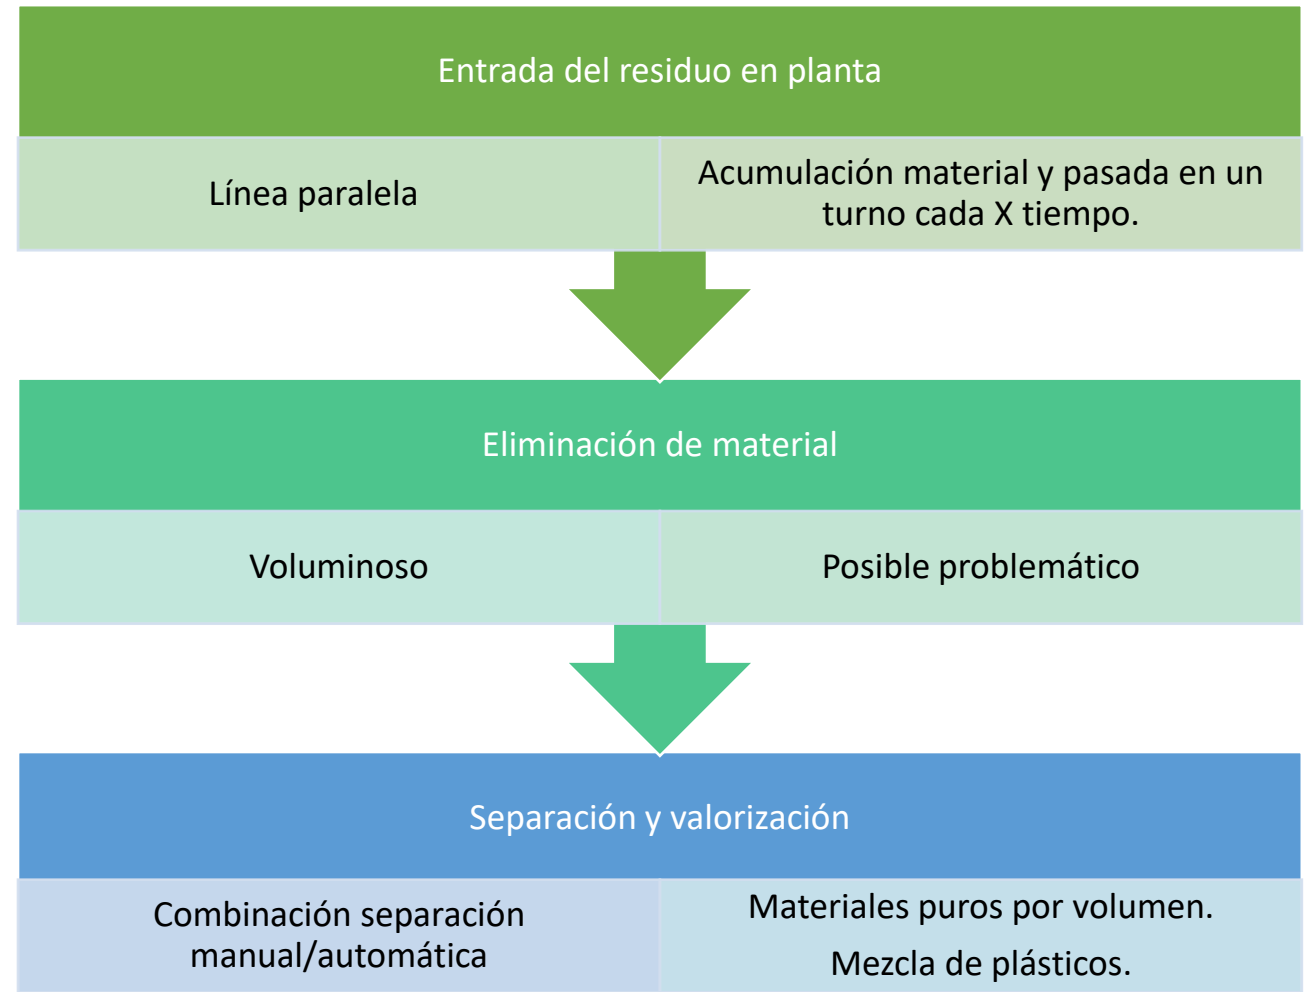 Entrada del residuo en planta
Línea paralela
Acumulación material y pasada en un
turno cada X tiempo.
Eliminación de material
Voluminoso
Posible problemático
Separación y valorización
Combinación separación
manual/automática
Materiales puros por volumen.
Mezcla de plásticos.